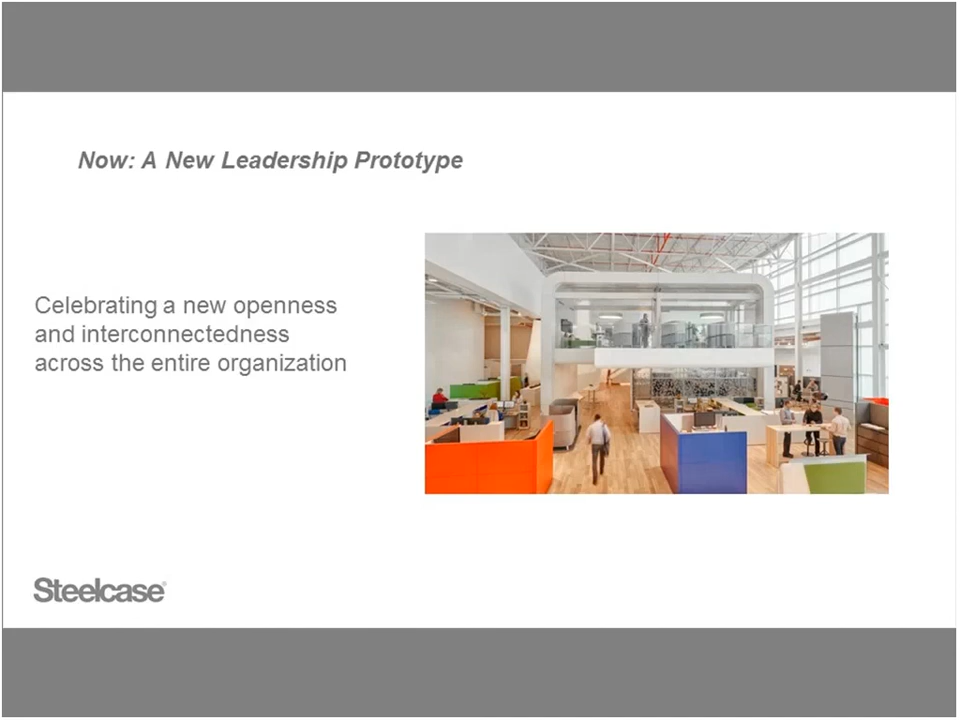 Now: A New Leadership Prototype
Celebrating a new openness
and interconnectedness
across the entire organization
Steelcase®